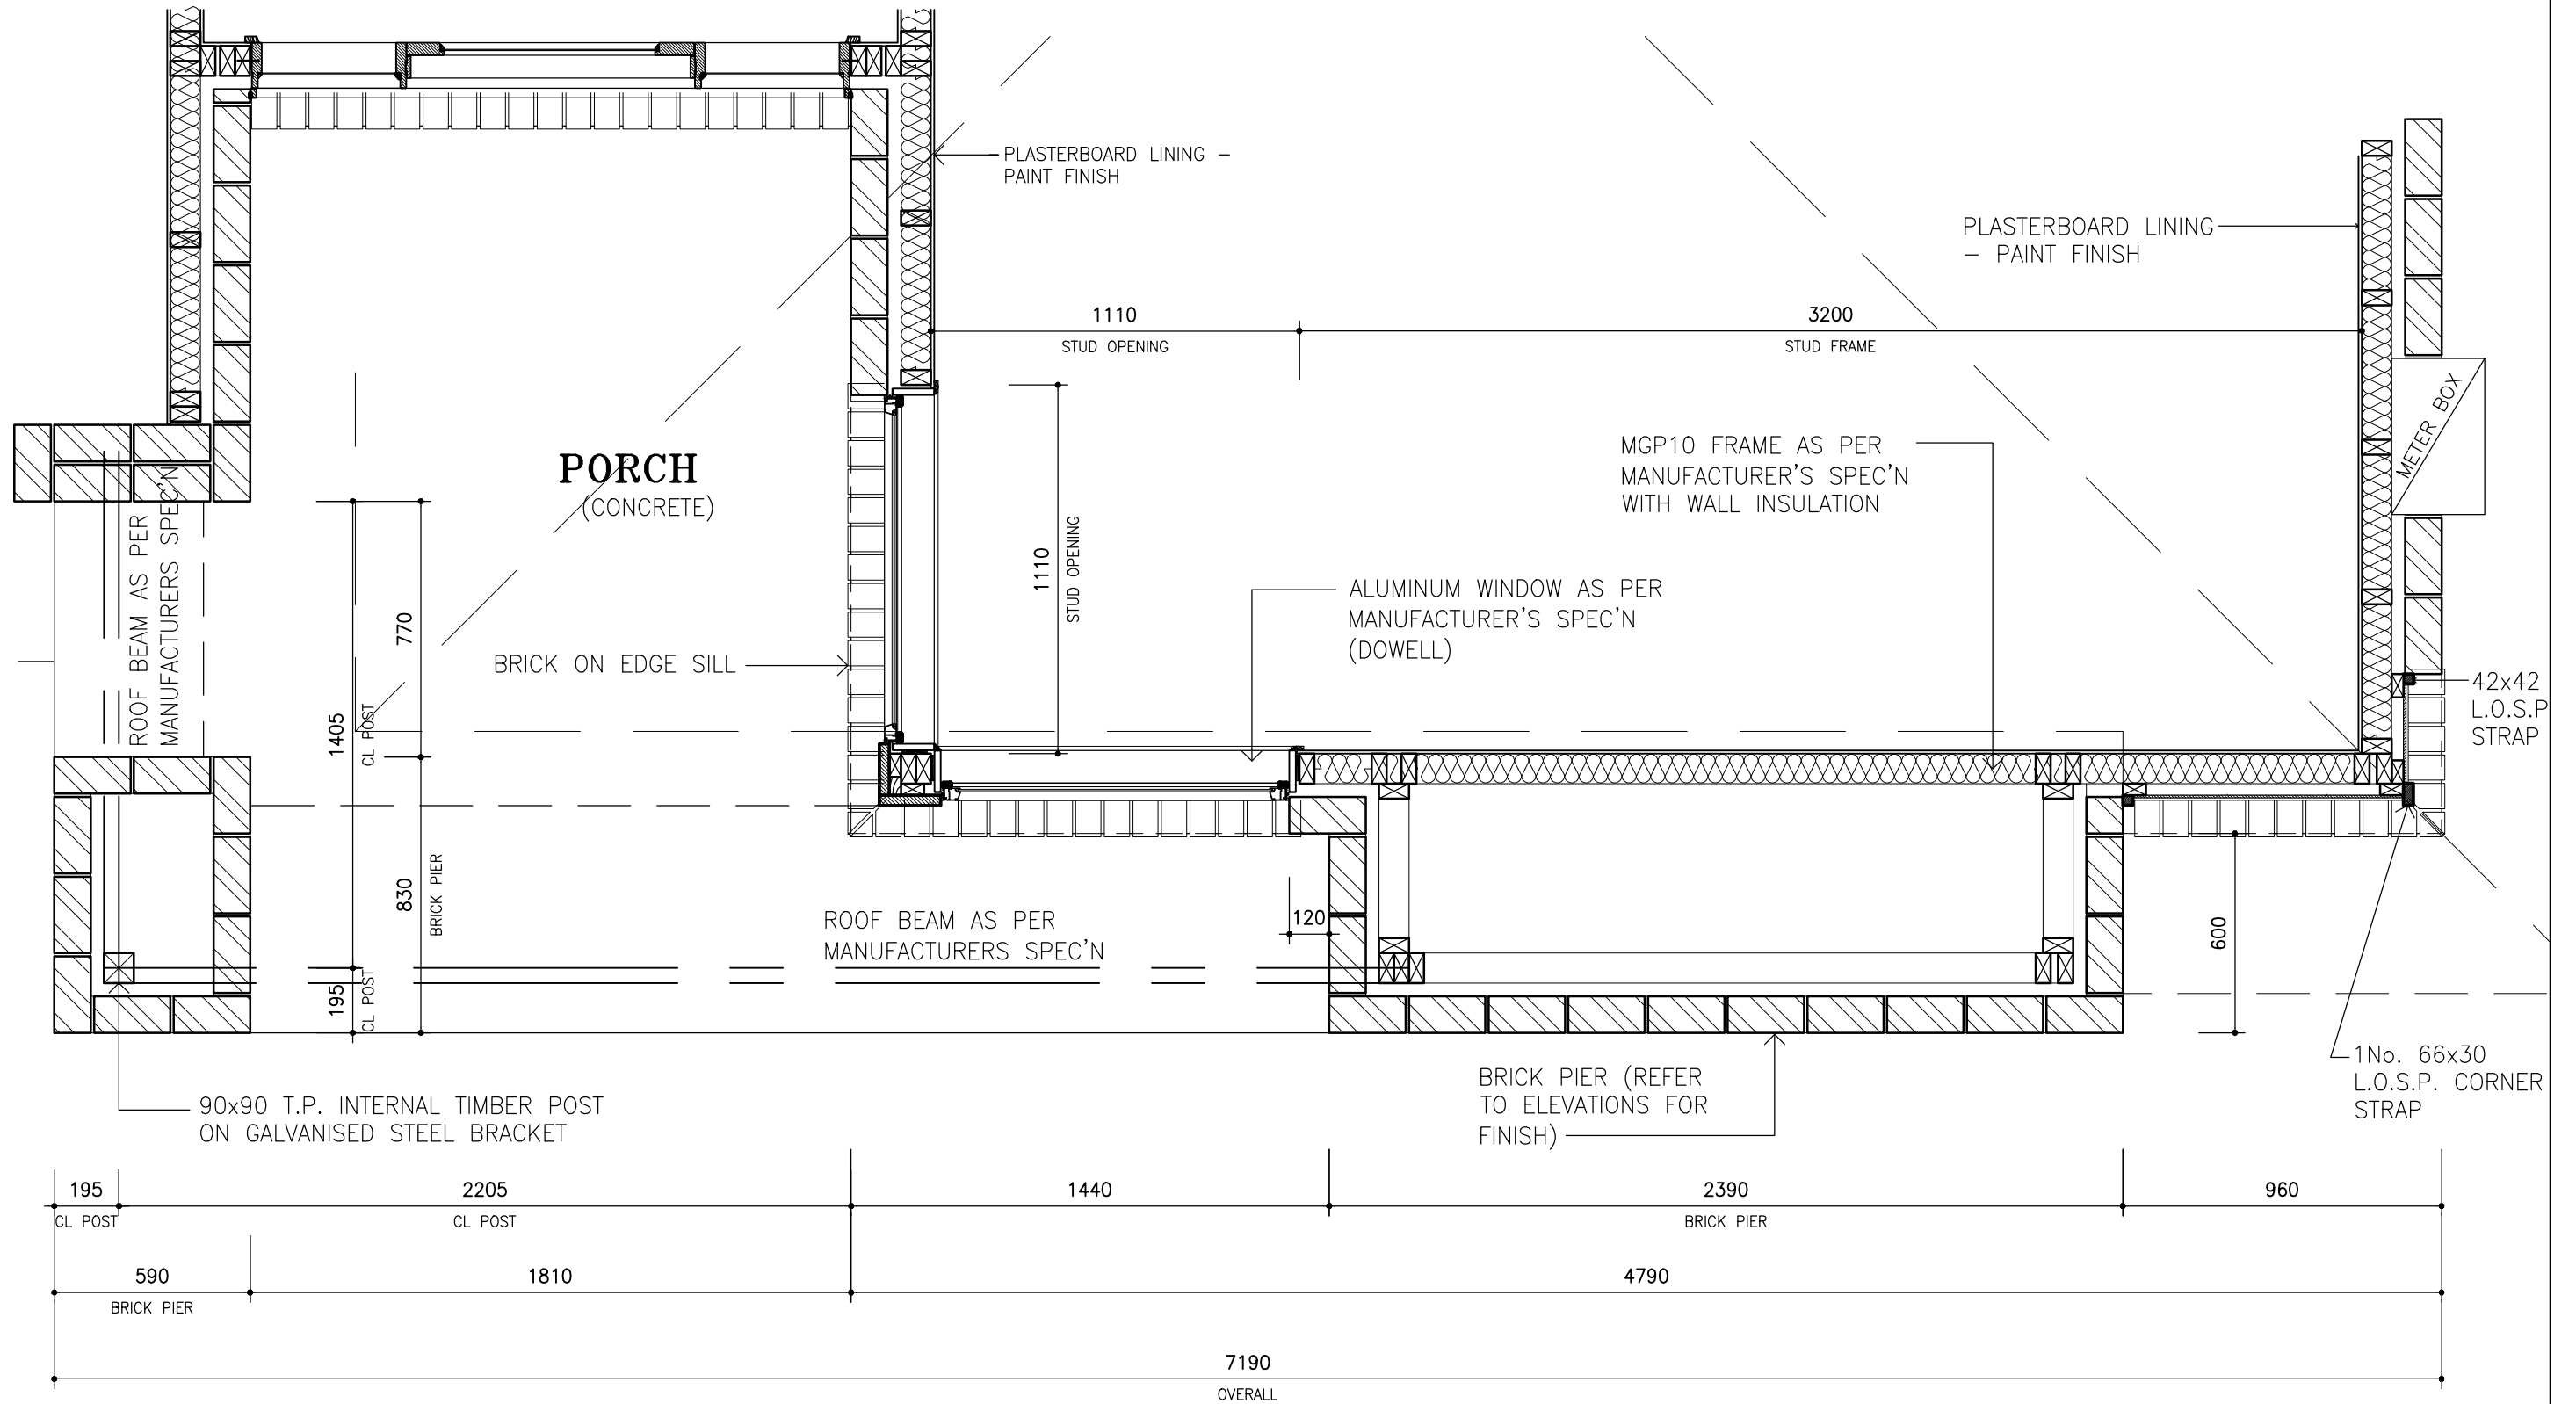 PLASTERBOARD LINING –
PAINT FINISH
PLASTERBOARD LINING
– PAINT FINISH
1110
STUD OPENING
3200
STUD FRAME
METER BOX
PORCH
(CONCRETE)
MGP10 FRAME AS PER
MANUFACTURER'S SPEC'N
WITH WALL INSULATION
ROOF BEAM AS PER
MANUFACTURERS SPEC'N
1110
STUD OPENING
ALUMINUM WINDOW AS PER
MANUFACTURER'S SPEC'N
(DOWELL)
770
BRICK ON EDGE SILL
1405
CL POST
42x42
L.O.S.P
STRAP
830
BRICK PIER
ROOF BEAM AS PER
MANUFACTURERS SPEC'N
120
600
195
CL POST
90x90 T.P. INTERNAL TIMBER POST
ON GALVANISED STEEL BRACKET
BRICK PIER (REFER
TO ELEVATIONS FOR
FINISH)
1No. 66x30
L.O.S.P. CORNER
STRAP
195
CL POST
2205
CL POST
1440
2390
BRICK PIER
960
590
BRICK PIER
1810
4790
7190
OVERALL